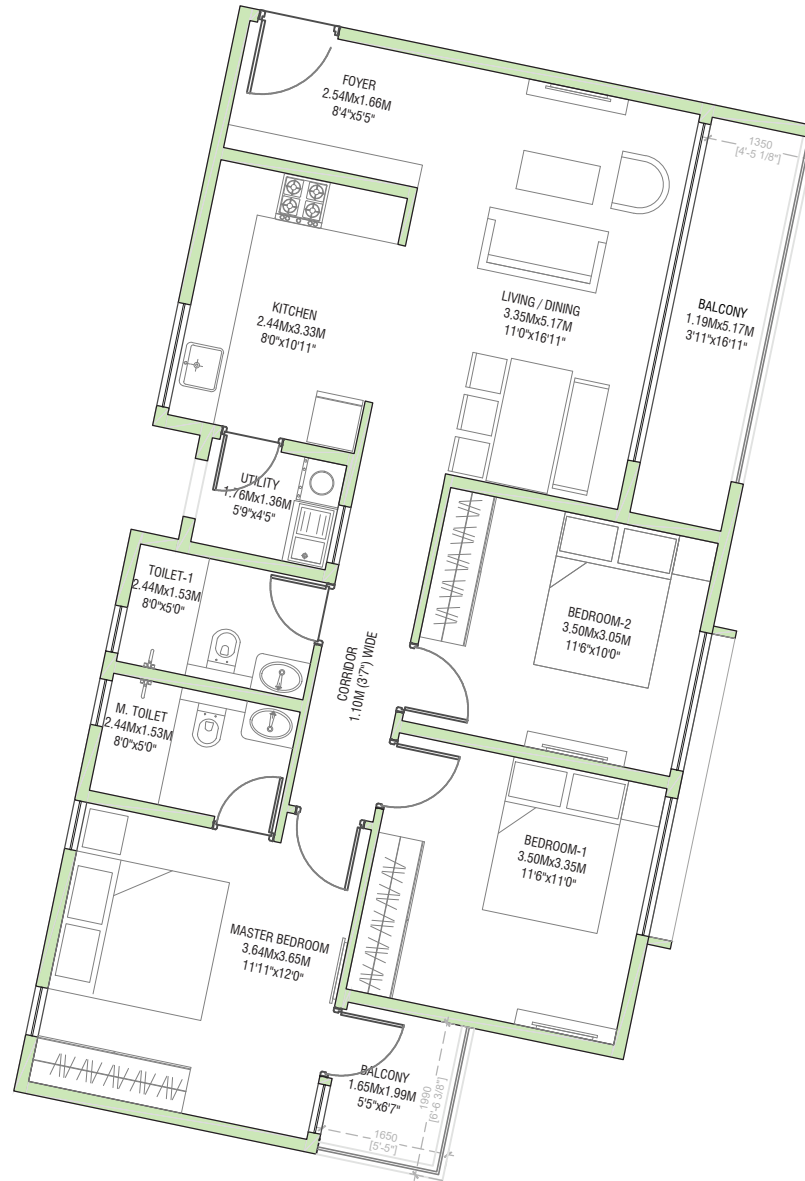 FOYER
2.54Mx1.66M
8'4"x5'5"
1350
[4'-5 1/8"]
KITCHEN
2.44Mx3.33M
8'0"x10'11"
LIVING / DINING
3.35Mx5.17M
11'0"x16'11"
BALCONY
1.19Mx5.17M
3'11"x16'11"
UTILITY
1.76Mx1.36M
5'9"x4'5"
TOILET-1
2.44Mx1.53M
8'0"x5'0"
BEDROOM-2
3.50Mx3.05M
11'6"x10'0"
CORRIDOR
1.10M (3'7") WIDE
M. TOILET
2.44Mx1.53M
8'0"x5'0"
BEDROOM-1
3.50Mx3.35M
11'6"x11'0"
MASTER BEDROOM
3.64Mx3.65M
11'11"x12'0"
BALCONY
1.65Mx1.99M
5'5"x6'7"
1990
[6'-6 3/8"]
1650
[5'-5"]